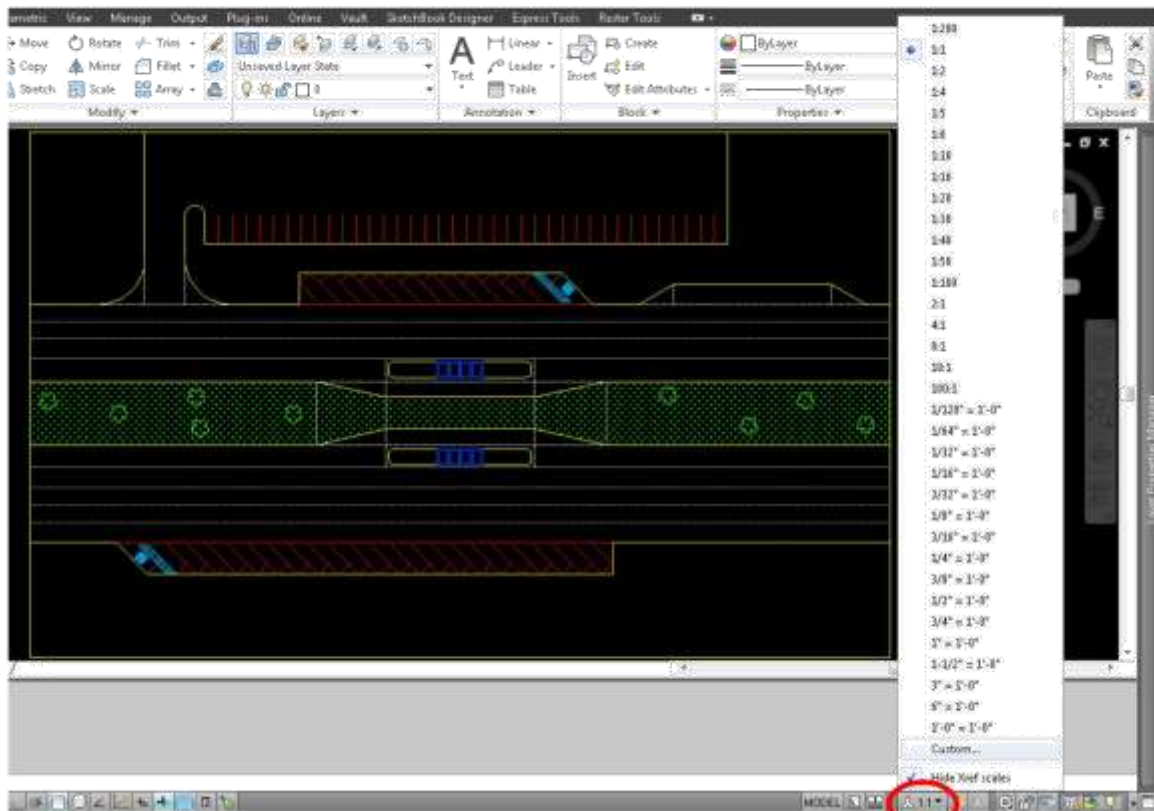 View Manage Output Plug-ins Online Vault SketchBook Designer Express Tools Raster Tools
Move Rotate Trim
Copy Mirror Fillet
Stretch Scale Array
Modify
Unsaved Layer State
0
Layers
Text
Linear
Leader
Table
Annotation
Insert
Create
Edit
Edit Attributes
Block
ByLayer
ByLayer
ByLayer
Properties
Paste
Clipboard
E
1:1
1:2
1:4
1:5
1:8
1:10
1:16
1:20
1:30
1:40
1:50
1:100
2:1
4:1
8:1
10:1
100:1
1/128" = 1'-0"
1/64" = 1'-0"
1/32" = 1'-0"
1/16" = 1'-0"
3/32" = 1'-0"
1/8" = 1'-0"
3/16" = 1'-0"
1/4" = 1'-0"
3/8" = 1'-0"
1/2" = 1'-0"
3/4" = 1'-0"
1" = 1'-0"
1-1/2" = 1'-0"
3" = 1'-0"
6" = 1'-0"
1'-0" = 1'-0"
Custom...
Hide Xref scales
MODEL
1:1